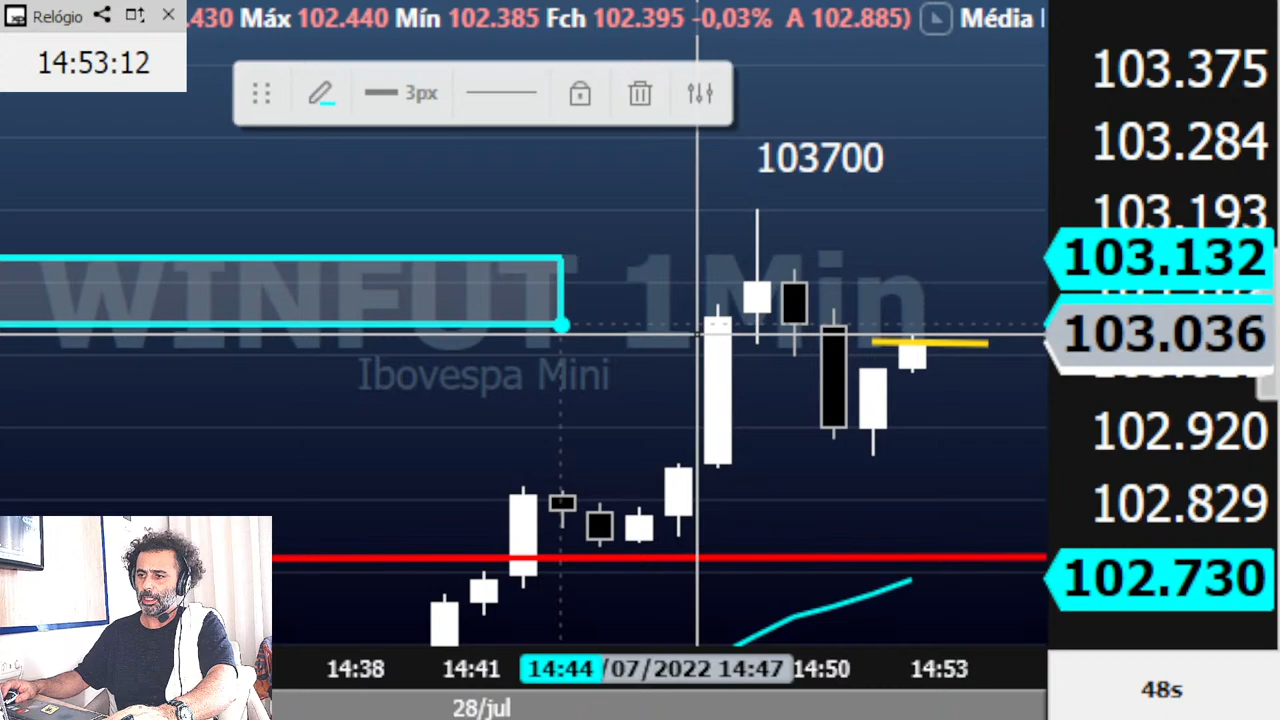 Relógio
.430 Máx 102.440 Mín 102.385 Fch 102.395 -0,03% A 102.885) Média
14:53:12
3px
103700
WINFUT 1Min
Ibovespa Mini
103.375
103.284
103.193
103.132
103.036
102.920
102.829
102.730
14:38 14:41 14:44 /07/2022 14:47 14:50 14:53
28/jul
48s